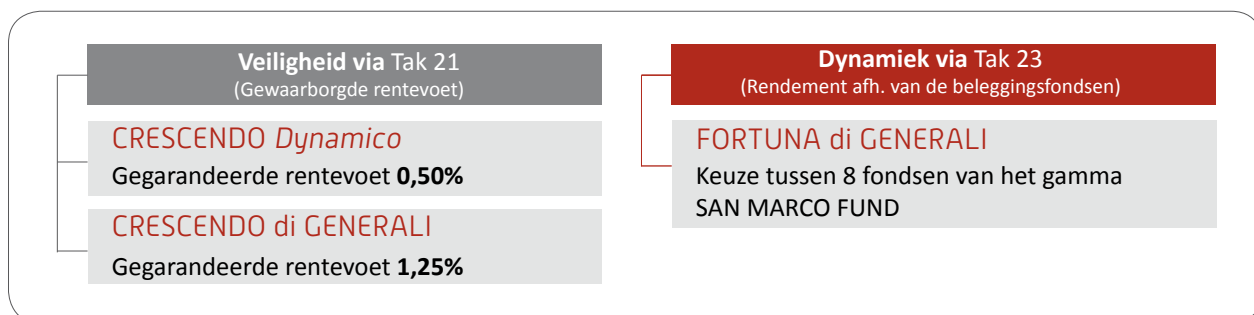 Veiligheid via Tak 21
(Gewaarborgde rentevoet)
CRESCENDO Dynamico
Gegarandeerde rentevoet 0,50%
CRESCENDO di GENERALI
Gegarandeerde rentevoet 1,25%
Dynamiek via Tak 23
(Rendement afh. van de beleggingsfondsen)
FORTUNA di GENERALI
Keuze tussen 8 fondsen van het gamma
SAN MARCO FUND